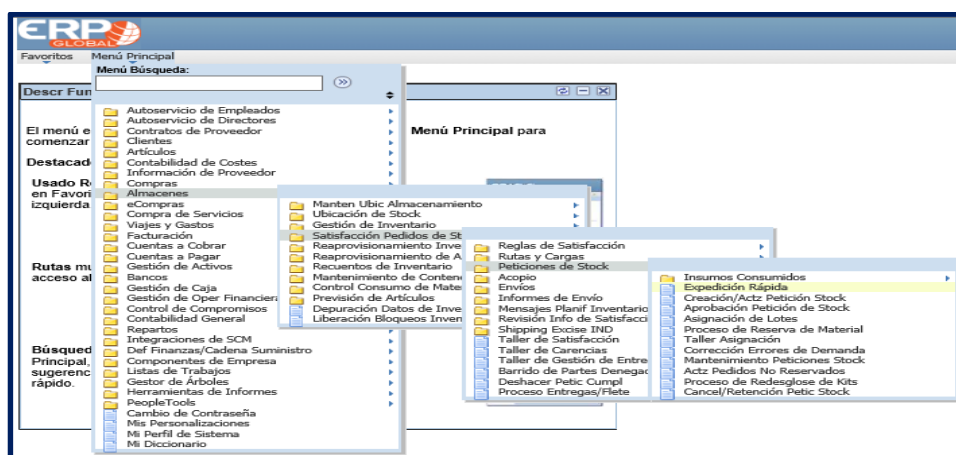 ERP
GLOBAL
Favoritos Menú Principal
Menú Búsqueda:
Descr Fun
El menú e Menú Principal para
comenzar
Destacad
Usado R
en Favori
izquierda
Rutas mu
acceso al
Búsqued
Principal,
sugerenc
rápido.
Autoservicio de Empleados
Autoservicio de Directores
Contratos de Proveedor
Clientes
Artículos
Contabilidad de Costes
Información de Proveedor
Compras
Almacenes
eCompras
Compra de Servicios
Viajes y Gastos
Facturación
Cuentas a Cobrar
Cuentas a Pagar
Gestión de Activos
Bancos
Gestión de Caja
Gestión de Oper Financiera
Control de Compromisos
Contabilidad General
Repartos
Integraciones de SCM
Def Finanzas/Cadena Suministro
Componentes de Empresa
Listas de Trabajos
Gestor de Árboles
Herramientas de Informes
PeopleTools
Cambio de Contraseña
Mis Personalizaciones
Mi Perfil de Sistema
Mi Diccionario
Manten Ubic Almacenamiento
Ubicación de Stock
Gestión de Inventario
Satisfacción Pedidos de St
Reaprovisionamiento Inve
Reaprovisionamiento de A
Recuentos de Inventario
Mantenimiento de Conten
Control Consumo de Mate
Previsión de Artículos
Depuración Datos de Inve
Liberación Bloqueos Inven
Reglas de Satisfacción
Rutas y Cargas
Peticiones de Stock
Acopio
Envíos
Informes de Envío
Mensajes Planif Inventario
Revisión Info de Satisfacci
Shipping Excise IND
Taller de Satisfacción
Taller de Carencias
Taller de Gestión de Entre
Barrido de Partes Denegad
Deshacer Petic Cumpl
Proceso Entregas/Flete
Insumos Consumidos
Expedición Rápida
Creación/Actz Petición Stock
Aprobación Petición de Stock
Asignación de Lotes
Proceso de Reserva de Material
Taller Asignación
Corrección Errores de Demanda
Mantenimiento Peticiones Stock
Actz Pedidos No Reservados
Proceso de Redesglose de Kits
Cancel/Retención Petic Stock